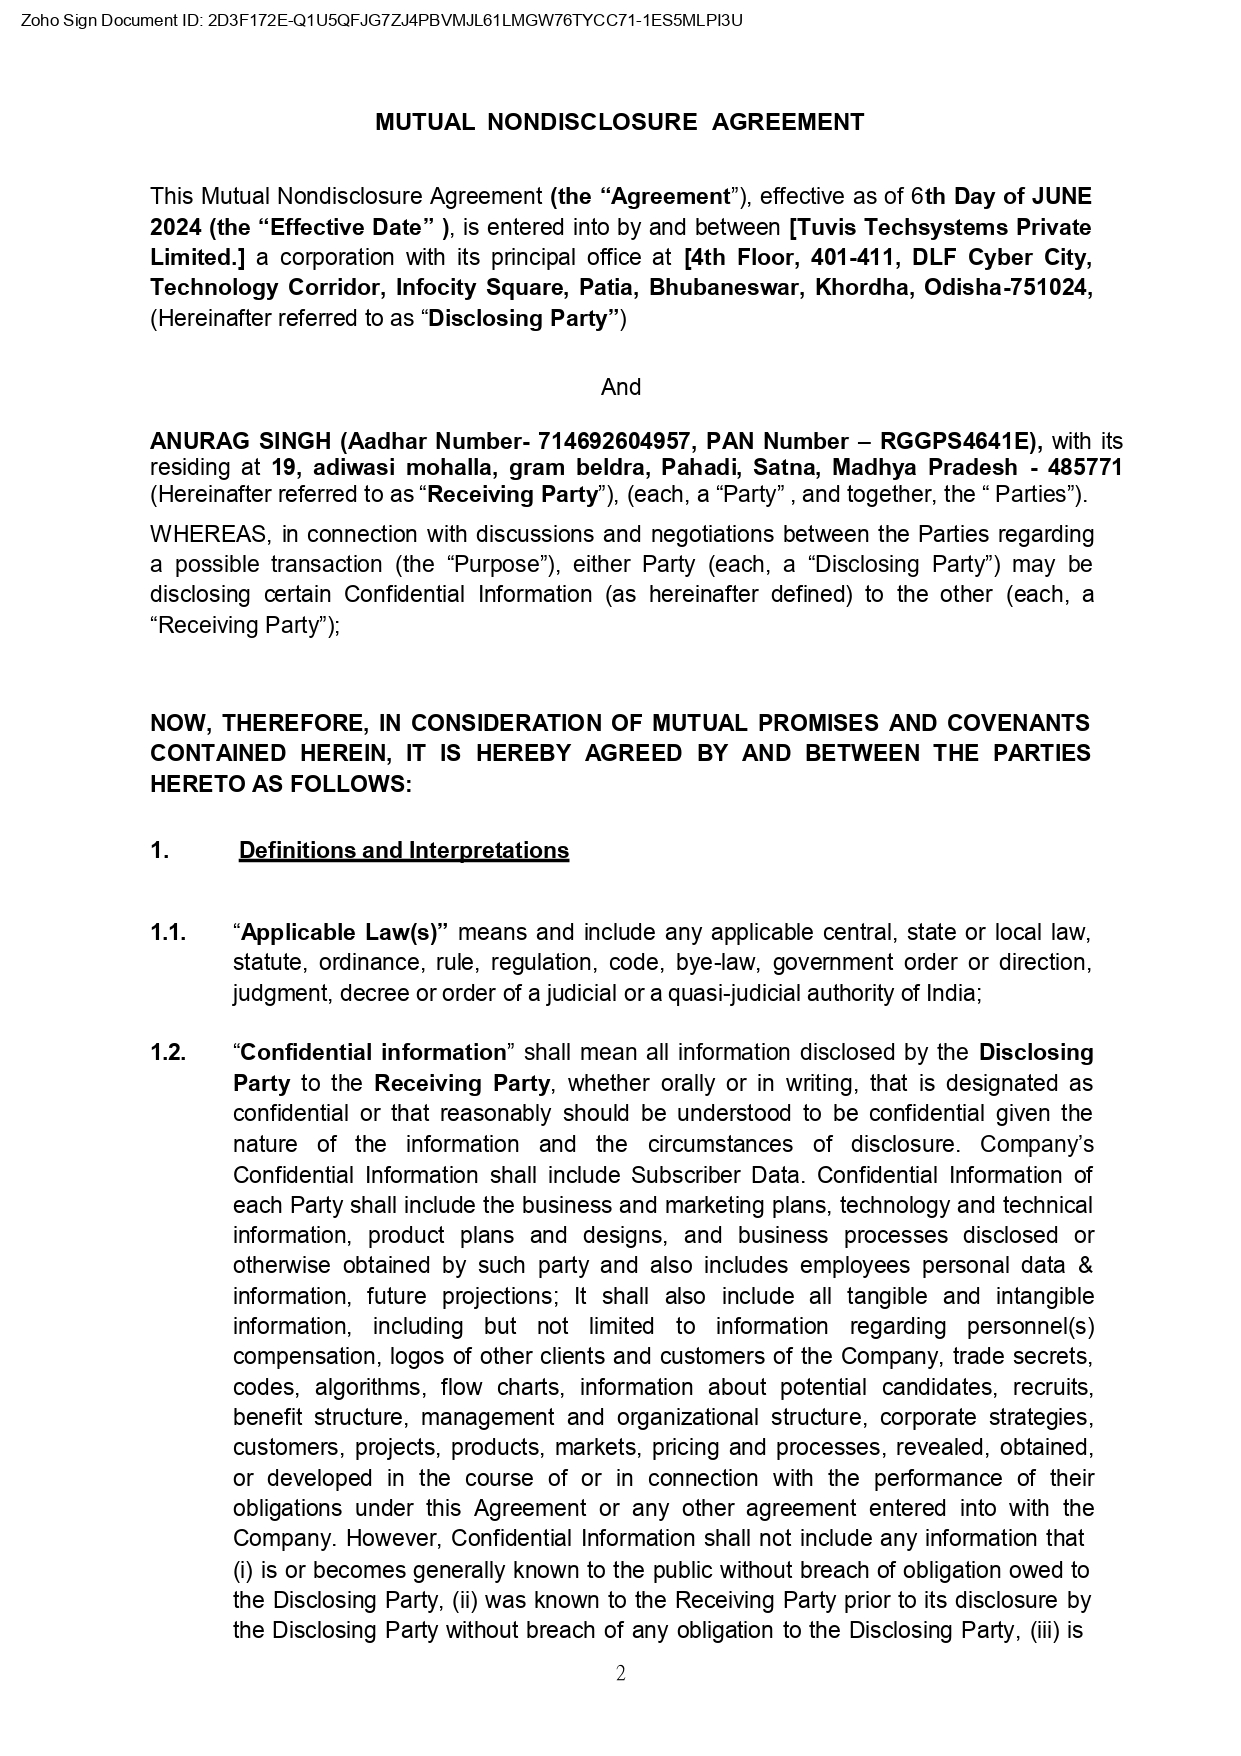 Zoho Sign Document ID: 2D3F172E-Q1U5QFJG7ZJ4PBVMJL61LMGW76TYCC71-1ES5MLPI3U
MUTUAL NONDISCLOSURE AGREEMENT
This Mutual Nondisclosure Agreement (the “Agreement”), effective as of 6th Day of JUNE
2024 (the “Effective Date” ), is entered into by and between [Tuvis Techsystems Private
Limited.] a corporation with its principal office at [4th Floor, 401-411, DLF Cyber City,
Technology Corridor, Infocity Square, Patia, Bhubaneswar, Khordha, Odisha-751024,
(Hereinafter referred to as “Disclosing Party”)
And
ANURAG SINGH (Aadhar Number- 714692604957, PAN Number – RGGPS4641E), with its
residing at 19, adiwasi mohalla, gram beldra, Pahadi, Satna, Madhya Pradesh - 485771
(Hereinafter referred to as “Receiving Party”), (each, a “Party” , and together, the “ Parties”).
WHEREAS, in connection with discussions and negotiations between the Parties regarding
a possible transaction (the “Purpose”), either Party (each, a “Disclosing Party”) may be
disclosing certain Confidential Information (as hereinafter defined) to the other (each, a
“Receiving Party”);
NOW, THEREFORE, IN CONSIDERATION OF MUTUAL PROMISES AND COVENANTS
CONTAINED HEREIN, IT IS HEREBY AGREED BY AND BETWEEN THE PARTIES
HERETO AS FOLLOWS:
1. Definitions and Interpretations
1.1. “Applicable Law(s)” means and include any applicable central, state or local law,
statute, ordinance, rule, regulation, code, bye-law, government order or direction,
judgment, decree or order of a judicial or a quasi-judicial authority of India;
1.2. “Confidential information” shall mean all information disclosed by the Disclosing
Party to the Receiving Party, whether orally or in writing, that is designated as
confidential or that reasonably should be understood to be confidential given the
nature of the information and the circumstances of disclosure. Company’s
Confidential Information shall include Subscriber Data. Confidential Information of
each Party shall include the business and marketing plans, technology and technical
information, product plans and designs, and business processes disclosed or
otherwise obtained by such party and also includes employees personal data &
information, future projections; It shall also include all tangible and intangible
information, including but not limited to information regarding personnel(s)
compensation, logos of other clients and customers of the Company, trade secrets,
codes, algorithms, flow charts, information about potential candidates, recruits,
benefit structure, management and organizational structure, corporate strategies,
customers, projects, products, markets, pricing and processes, revealed, obtained,
or developed in the course of or in connection with the performance of their
obligations under this Agreement or any other agreement entered into with the
Company. However, Confidential Information shall not include any information that
(i) is or becomes generally known to the public without breach of obligation owed to
the Disclosing Party, (ii) was known to the Receiving Party prior to its disclosure by
the Disclosing Party without breach of any obligation to the Disclosing Party, (iii) is
2